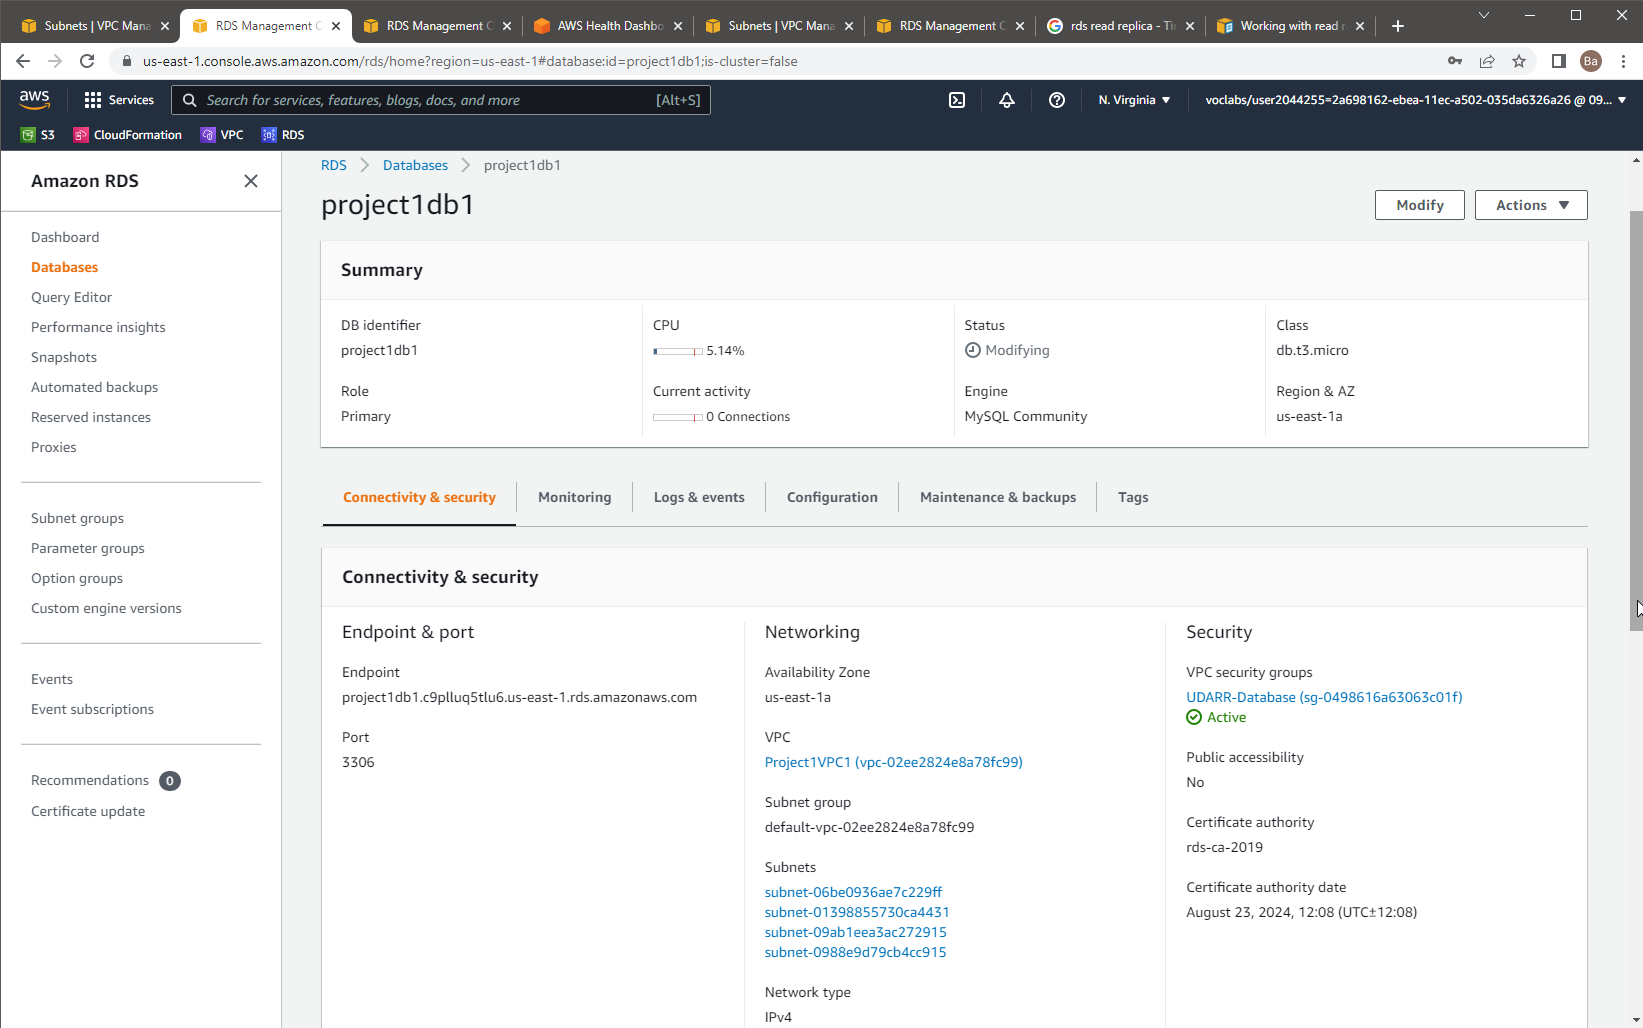 Subnets | VPC Mana
RDS Management C
RDS Management C
AWS Health Dashbo
Subnets | VPC Mana
RDS Management C
rds read replica - Ti
Working with read r
us-east-1.console.aws.amazon.com/rds/home?region=us-east-1#database:id=project1db1;is-cluster=false
Ba
aws
Services
Search for services, features, blogs, docs, and more
[Alt+S]
N. Virginia
voclabs/user2044255=2a698162-ebea-11ec-a502-035da6326a26 @ 09...
S3
CloudFormation
VPC
RDS
Amazon RDS
Dashboard
Databases
Query Editor
Performance insights
Snapshots
Automated backups
Reserved instances
Proxies
Subnet groups
Parameter groups
Option groups
Custom engine versions
Events
Event subscriptions
Recommendations 0
Certificate update
RDS
Databases
project1db1
project1db1
Modify
Actions
Summary
DB identifier
project1db1
CPU
5.14%
Status
Modifying
Class
db.t3.micro
Role
Primary
Current activity
0 Connections
Engine
MySQL Community
Region & AZ
us-east-1a
Connectivity & security
Monitoring
Logs & events
Configuration
Maintenance & backups
Tags
Connectivity & security
Endpoint & port
Endpoint
project1db1.c9plluq5tlu6.us-east-1.rds.amazonaws.com
Port
3306
Networking
Availability Zone
us-east-1a
VPC
Project1VPC1 (vpc-02ee2824e8a78fc99)
Subnet group
default-vpc-02ee2824e8a78fc99
Subnets
subnet-06be0936ae7c229ff
subnet-01398855730ca4431
subnet-09ab1eea3ac272915
subnet-0988e9d79cb4cc915
Network type
IPv4
Security
VPC security groups
UDARR-Database (sg-0498616a63063c01f)
Active
Public accessibility
No
Certificate authority
rds-ca-2019
Certificate authority date
August 23, 2024, 12:08 (UTC±12:08)